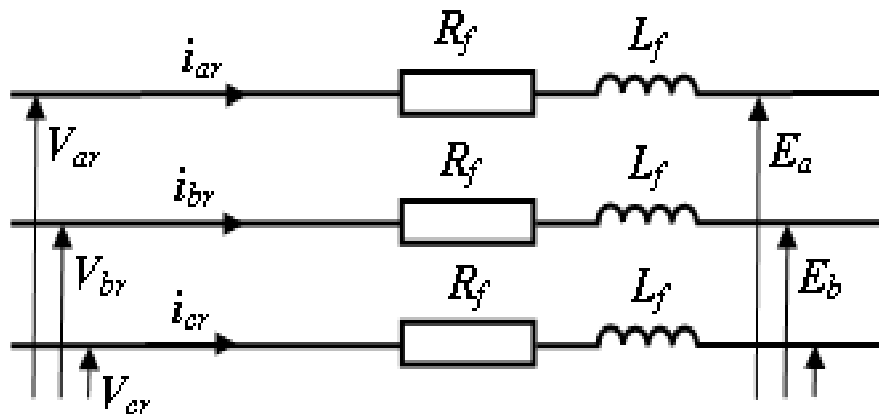 i_ar R_f L_f
V_ar E_a
i_br R_f L_f
V_br E_b
i_cr R_f L_f
V_cr